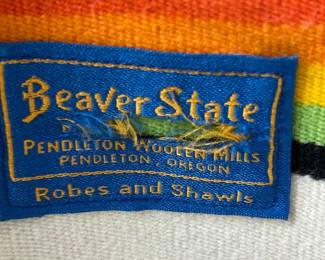 Beaver State
PENDLETON WOOLEN MILLS
PENDLETON, OREGON
Robes and Shawls